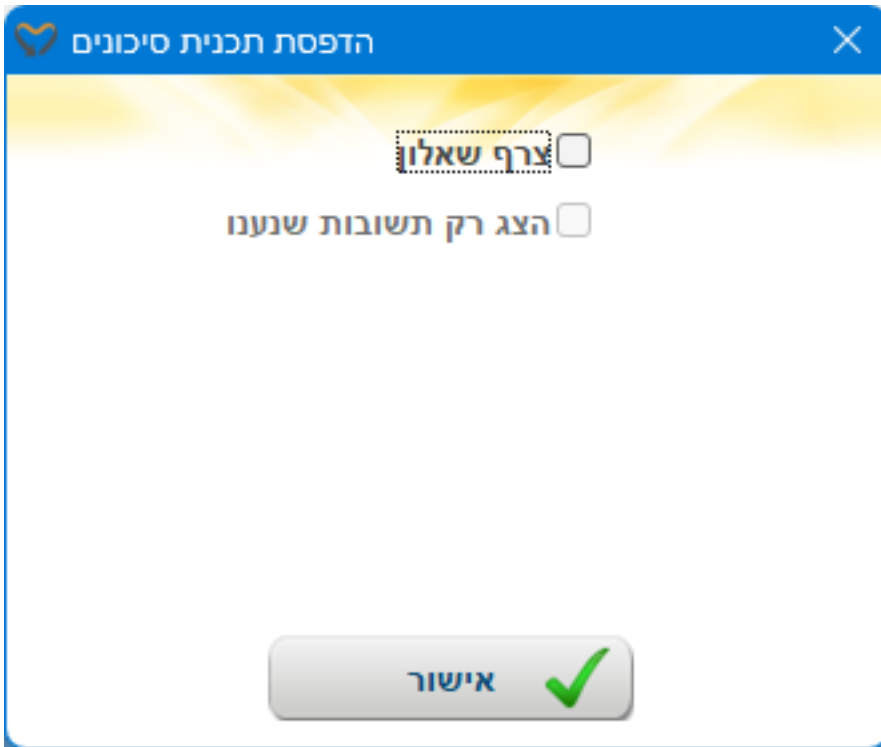 הדפסת תכנית סיכונים
צרף שאלון
הצג רק תשובות שנענו
אישור